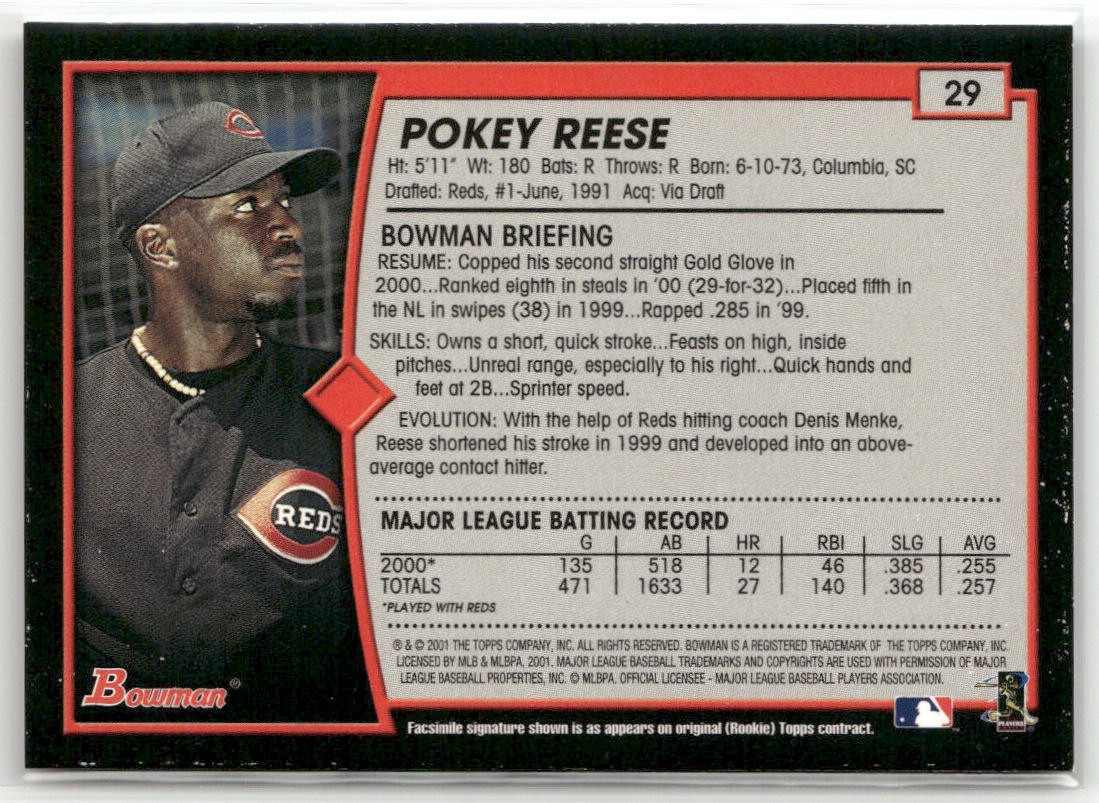 29
POKEY REESE
Ht: 5'11" Wt: 180 Bats: R Throws: R Born: 6-10-73, Columbia, SC
Drafted: Reds, #1-June, 1991 Acq: Via Draft
BOWMAN BRIEFING
RESUME: Copped his second straight Gold Glove in
2000...Ranked eighth in steals in '00 (29-for-32)...Placed fifth in
the NL in swipes (38) in 1999...Rapped .285 in '99.
SKILLS: Owns a short, quick stroke...Feasts on high, inside
pitches...Unreal range, especially to his right...Quick hands and
feet at 2B...Sprinter speed.
EVOLUTION: With the help of Reds hitting coach Denis Menke,
Reese shortened his stroke in 1999 and developed into an above-
average contact hitter.
REDS
MAJOR LEAGUE BATTING RECORD
G AB HR RBI SLG AVG
2000* 135 518 12 46 .385 .255
TOTALS 471 1633 27 140 .368 .257
*PLAYED WITH REDS
® & © 2001 THE TOPPS COMPANY, INC. ALL RIGHTS RESERVED. BOWMAN IS A REGISTERED TRADEMARK OF THE TOPPS COMPANY, INC.
LICENSED BY MLB & MLBPA, 2001. MAJOR LEAGUE BASEBALL TRADEMARKS AND COPYRIGHTS ARE USED WITH PERMISSION OF MAJOR
LEAGUE BASEBALL PROPERTIES, INC. © MLBPA. OFFICIAL LICENSEE - MAJOR LEAGUE BASEBALL PLAYERS ASSOCIATION.
Bowman®
Facsimile signature shown is as appears on original (Rookie) Topps contract.
PLAYERS